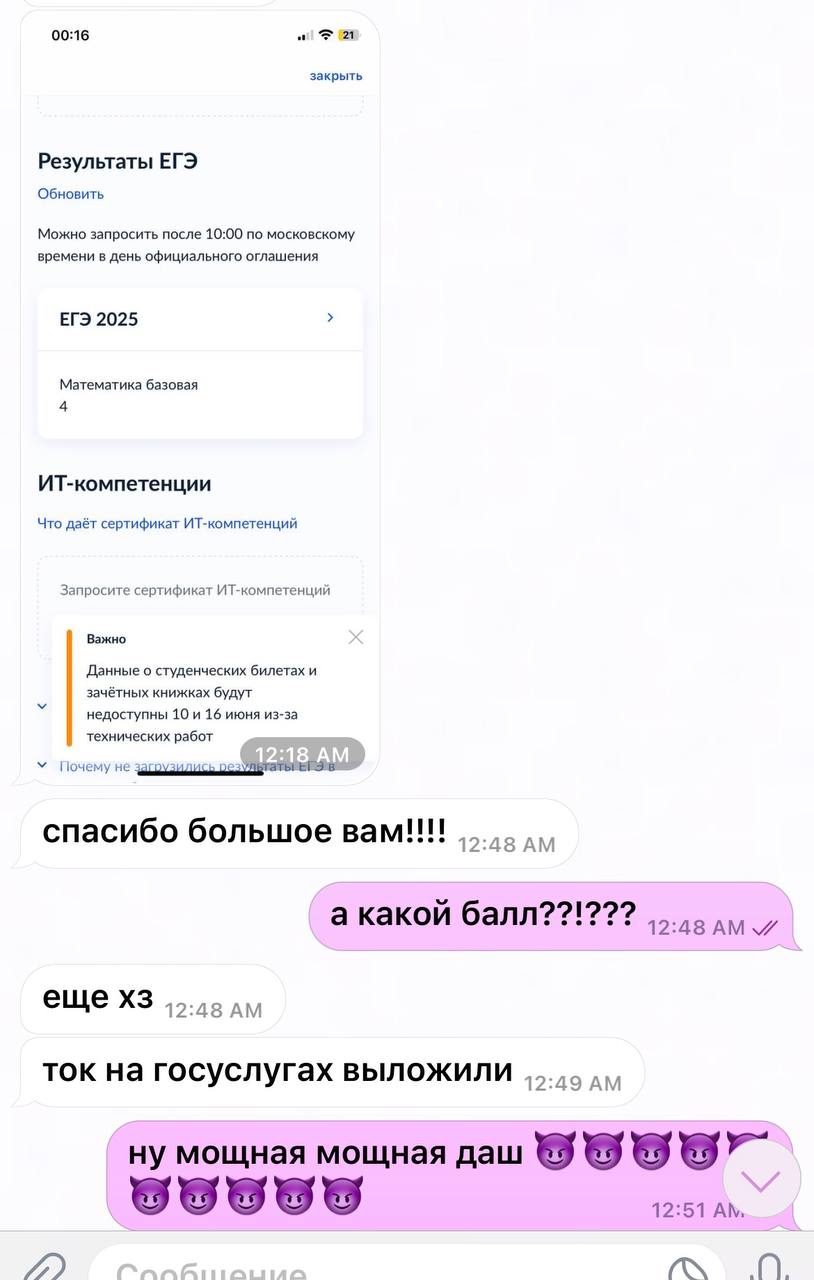 00:16
21
закрыть
Результаты ЕГЭ
Обновить
Можно запросить после 10:00 по московскому
времени в день официального оглашения
ЕГЭ 2025
Математика базовая
4
ИТ-компетенции
Что даёт сертификат ИТ-компетенций
Запросите сертификат ИТ-компетенций
Важно
Данные о студенческих билетах и
зачётных книжках будут
недоступны 10 и 16 июня из-за
технических работ
12:18 AM
Почему не загрузились результаты ЕГЭ в
спасибо большое вам!!!! 12:48 AM
а какой балл??!??? 12:48 AM
еще хз 12:48 AM
ток на госуслугах выложили 12:49 AM
ну мощная мощная даш 😈😈😈😈😈
😈😈😈😈😈 12:51 AM
Сообщение